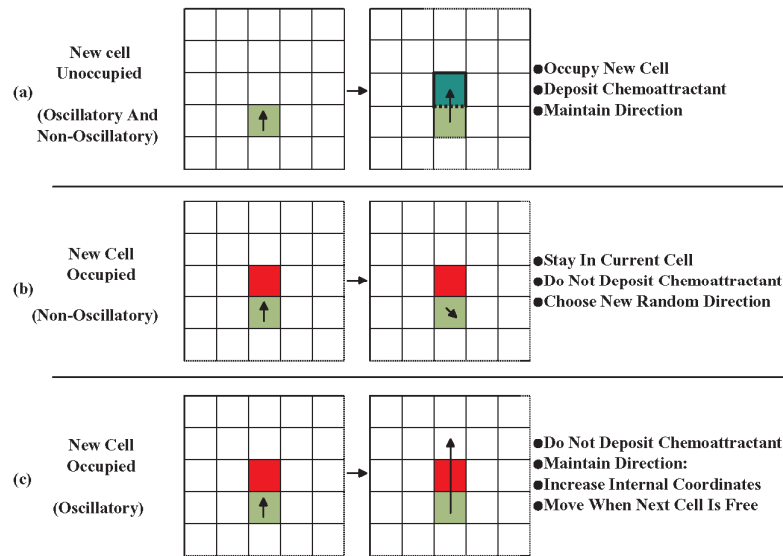 New cell
Unoccupied
(a)
(Oscillatory And
Non-Oscillatory)
●Occupy New Cell
●Deposit Chemoattractant
●Maintain Direction
New Cell
Occupied
(b)
(Non-Oscillatory)
●Stay In Current Cell
●Do Not Deposit Chemoattractant
●Choose New Random Direction
New Cell
Occupied
(c)
(Oscillatory)
●Do Not Deposit Chemoattractant
●Maintain Direction:
●Increase Internal Coordinates
●Move When Next Cell Is Free